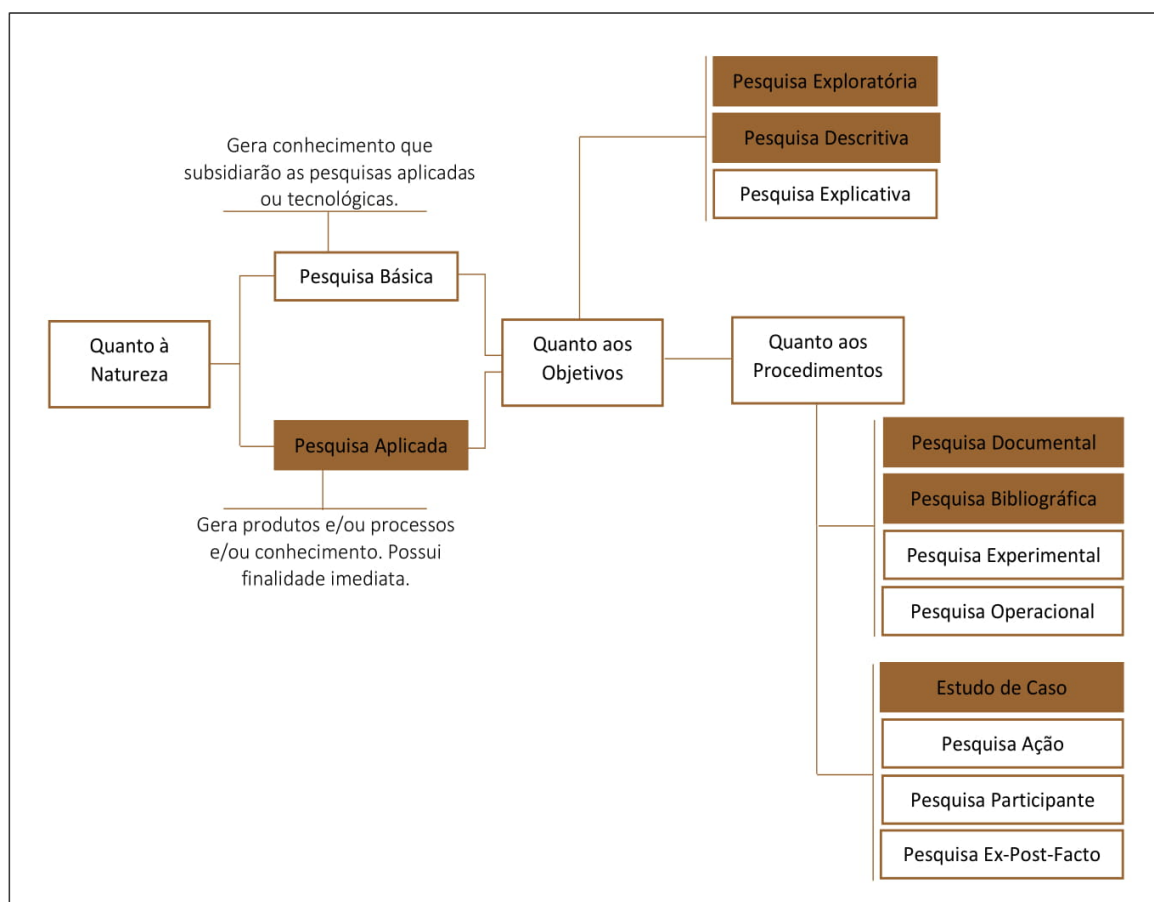 Pesquisa Exploratória
Pesquisa Descritiva
Pesquisa Explicativa
Gera conhecimento que
subsidiarão as pesquisas aplicadas
ou tecnológicas.
Pesquisa Básica
Quanto à
Natureza
Quanto aos
Objetivos
Quanto aos
Procedimentos
Pesquisa Aplicada
Gera produtos e/ou processos
e/ou conhecimento. Possui
finalidade imediata.
Pesquisa Documental
Pesquisa Bibliográfica
Pesquisa Experimental
Pesquisa Operacional
Estudo de Caso
Pesquisa Ação
Pesquisa Participante
Pesquisa Ex-Post-Facto